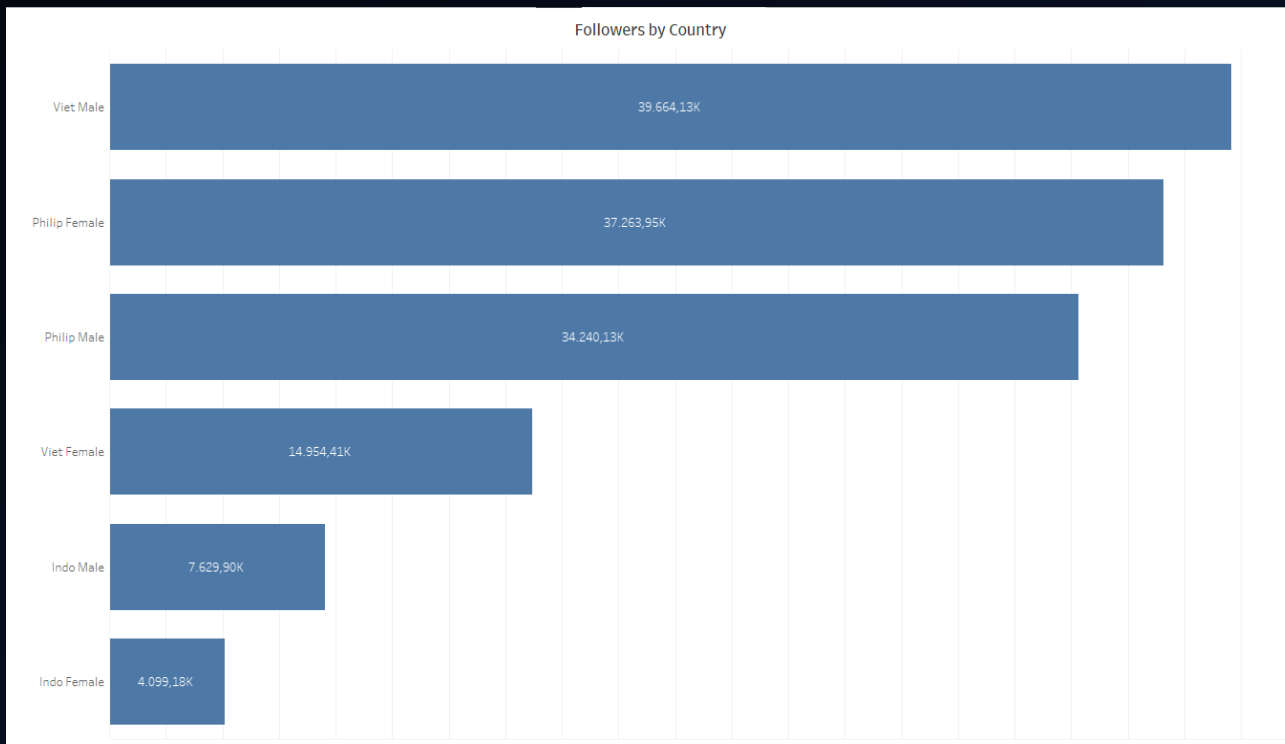 Followers by Country
Viet Male
39.664,13K
Philip Female
37.263,95K
Philip Male
34.240,13K
Viet Female
14.954,41K
Indo Male
7.629,90K
Indo Female
4.099,18K